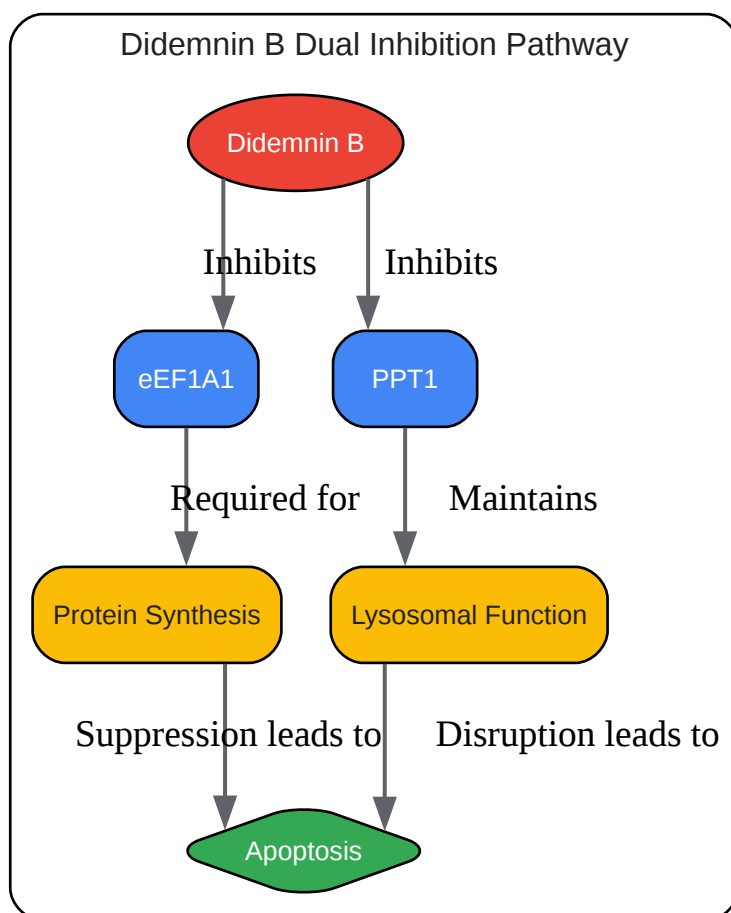 Didemnin B Dual Inhibition Pathway
Didemnin B
Inhibits
Inhibits
eEF1A1
PPT1
Required for
Maintains
Protein Synthesis
Lysosomal Function
Suppression leads to
Disruption leads to
Apoptosis